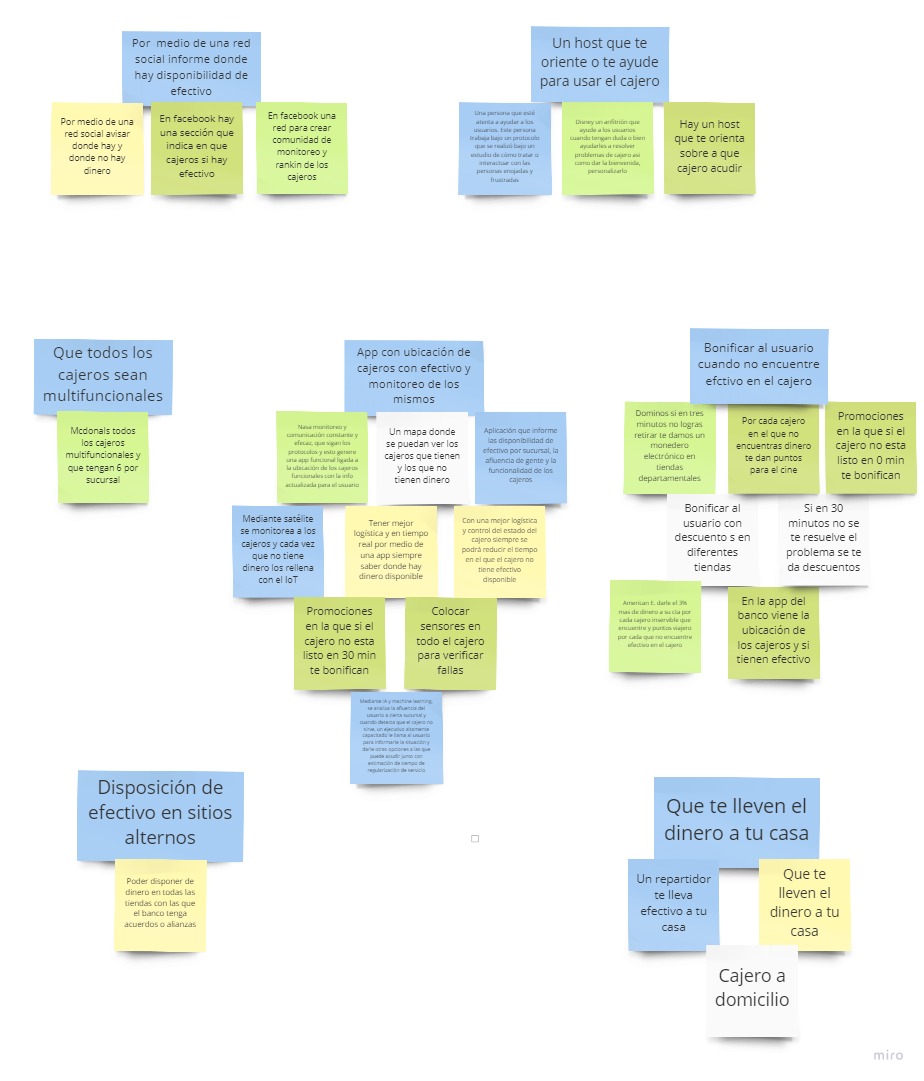 Por medio de una red
social informe donde
hay disponibilidad de
efectivo
Por medio de una
red social avisar
donde hay y
donde no hay
dinero
En facebook hay
una sección que
indica en que
cajeros si hay
efectivo
En facebook una
red para crear
comunidad de
monitoreo y
rankin de los
cajeros
Un host que te
oriente o te ayude
para usar el cajero
Una persona que esté
atenta a ayudar a los
usuarios. Este persona
trabaja bajo un protocolo
que se realizó bajo un
estudio de cómo tratar o
interactuar con las
personas enojadas y
frustradas
Disney un anfitrión que
ayude a los usuarios
cuando tengan duda o bien
ayudarles a resolver
problemas de cajero asi
como dar la bienvenida,
personalizarlo
Hay un host
que te orienta
sobre a que
cajero acudir
Que todos los
cajeros sean
multifuncionales
Mcdonals todos
los cajeros
multifuncionales y
que tengan 6 por
sucursal
App con ubicación de
cajeros con efectivo y
monitoreo de los
mismos
Nasa monitoreo y
comunicación constante y
efecaz, que sigan los
protocolos y esto genere
una app funcional ligada a
la ubicación de los cajeros
funcionales con la info
actualizada para el usuario
Un mapa donde
se puedan ver los
cajeros que tienen
y los que no
tienen dinero
Aplicación que informe
las disponibilidad de
efectivo por sucursal, la
afluencia de gente y la
funcionalidad de los
cajeros
Mediante satélite
se monitorea a los
cajeros y cada vez
que no tiene
dinero los rellena
con el IoT
Tener mejor
logística y en tiempo
real por medio de
una app siempre
saber donde hay
dinero disponible
Con una mejor logística
y control del estado del
cajero siempre se
podrá reducir el tiempo
en el que el cajero no
tiene efectivo
disponible
Promociones
en la que si el
cajero no esta
listo en 30 min
te bonifican
Colocar
sensores en
todo el cajero
para verificar
fallas
Mediante IA y machine learning,
se analiza la afluencia del
usuario a cierta sucursal y
cuando detecta que el cajero no
sirve, un ejecutivo altamente
capacitado le llama al usuario
para informarle la situación y
darle otras opciones a las que
puede acudir junto con
estimación de tiempo de
regularización de servicio
Bonificar al usuario
cuando no encuentre
efctivo en el cajero
Dominos si en tres
minutos no logras
retirar te damos un
monedero
electrónico en
tiendas
departamentales
Por cada cajero
en el que no
encuentras dinero
te dan puntos
para el cine
Promociones
en la que si el
cajero no esta
listo en 0 min
te bonifican
Bonificar al
usuario con
descuento s en
diferentes
tiendas
Si en 30
minutos no se
te resuelve el
problema se te
da descuentos
American E. darle el 3%
mas de dinero a su cta por
cada cajero inservible que
encuentre y puntos viajero
por cada que no encuentre
efectivo en el cajero
En la app del
banco viene la
ubicación de
los cajeros y si
tienen efectivo
Disposición de
efectivo en sitios
alternos
Poder disponer de
dinero en todas las
tiendas con las que
el banco tenga
acuerdos o alianzas
Que te lleven el
dinero a tu casa
Un repartidor
te lleva
efectivo a tu
casa
Que te
lleven el
dinero a tu
casa
Cajero a
domicilio
miro